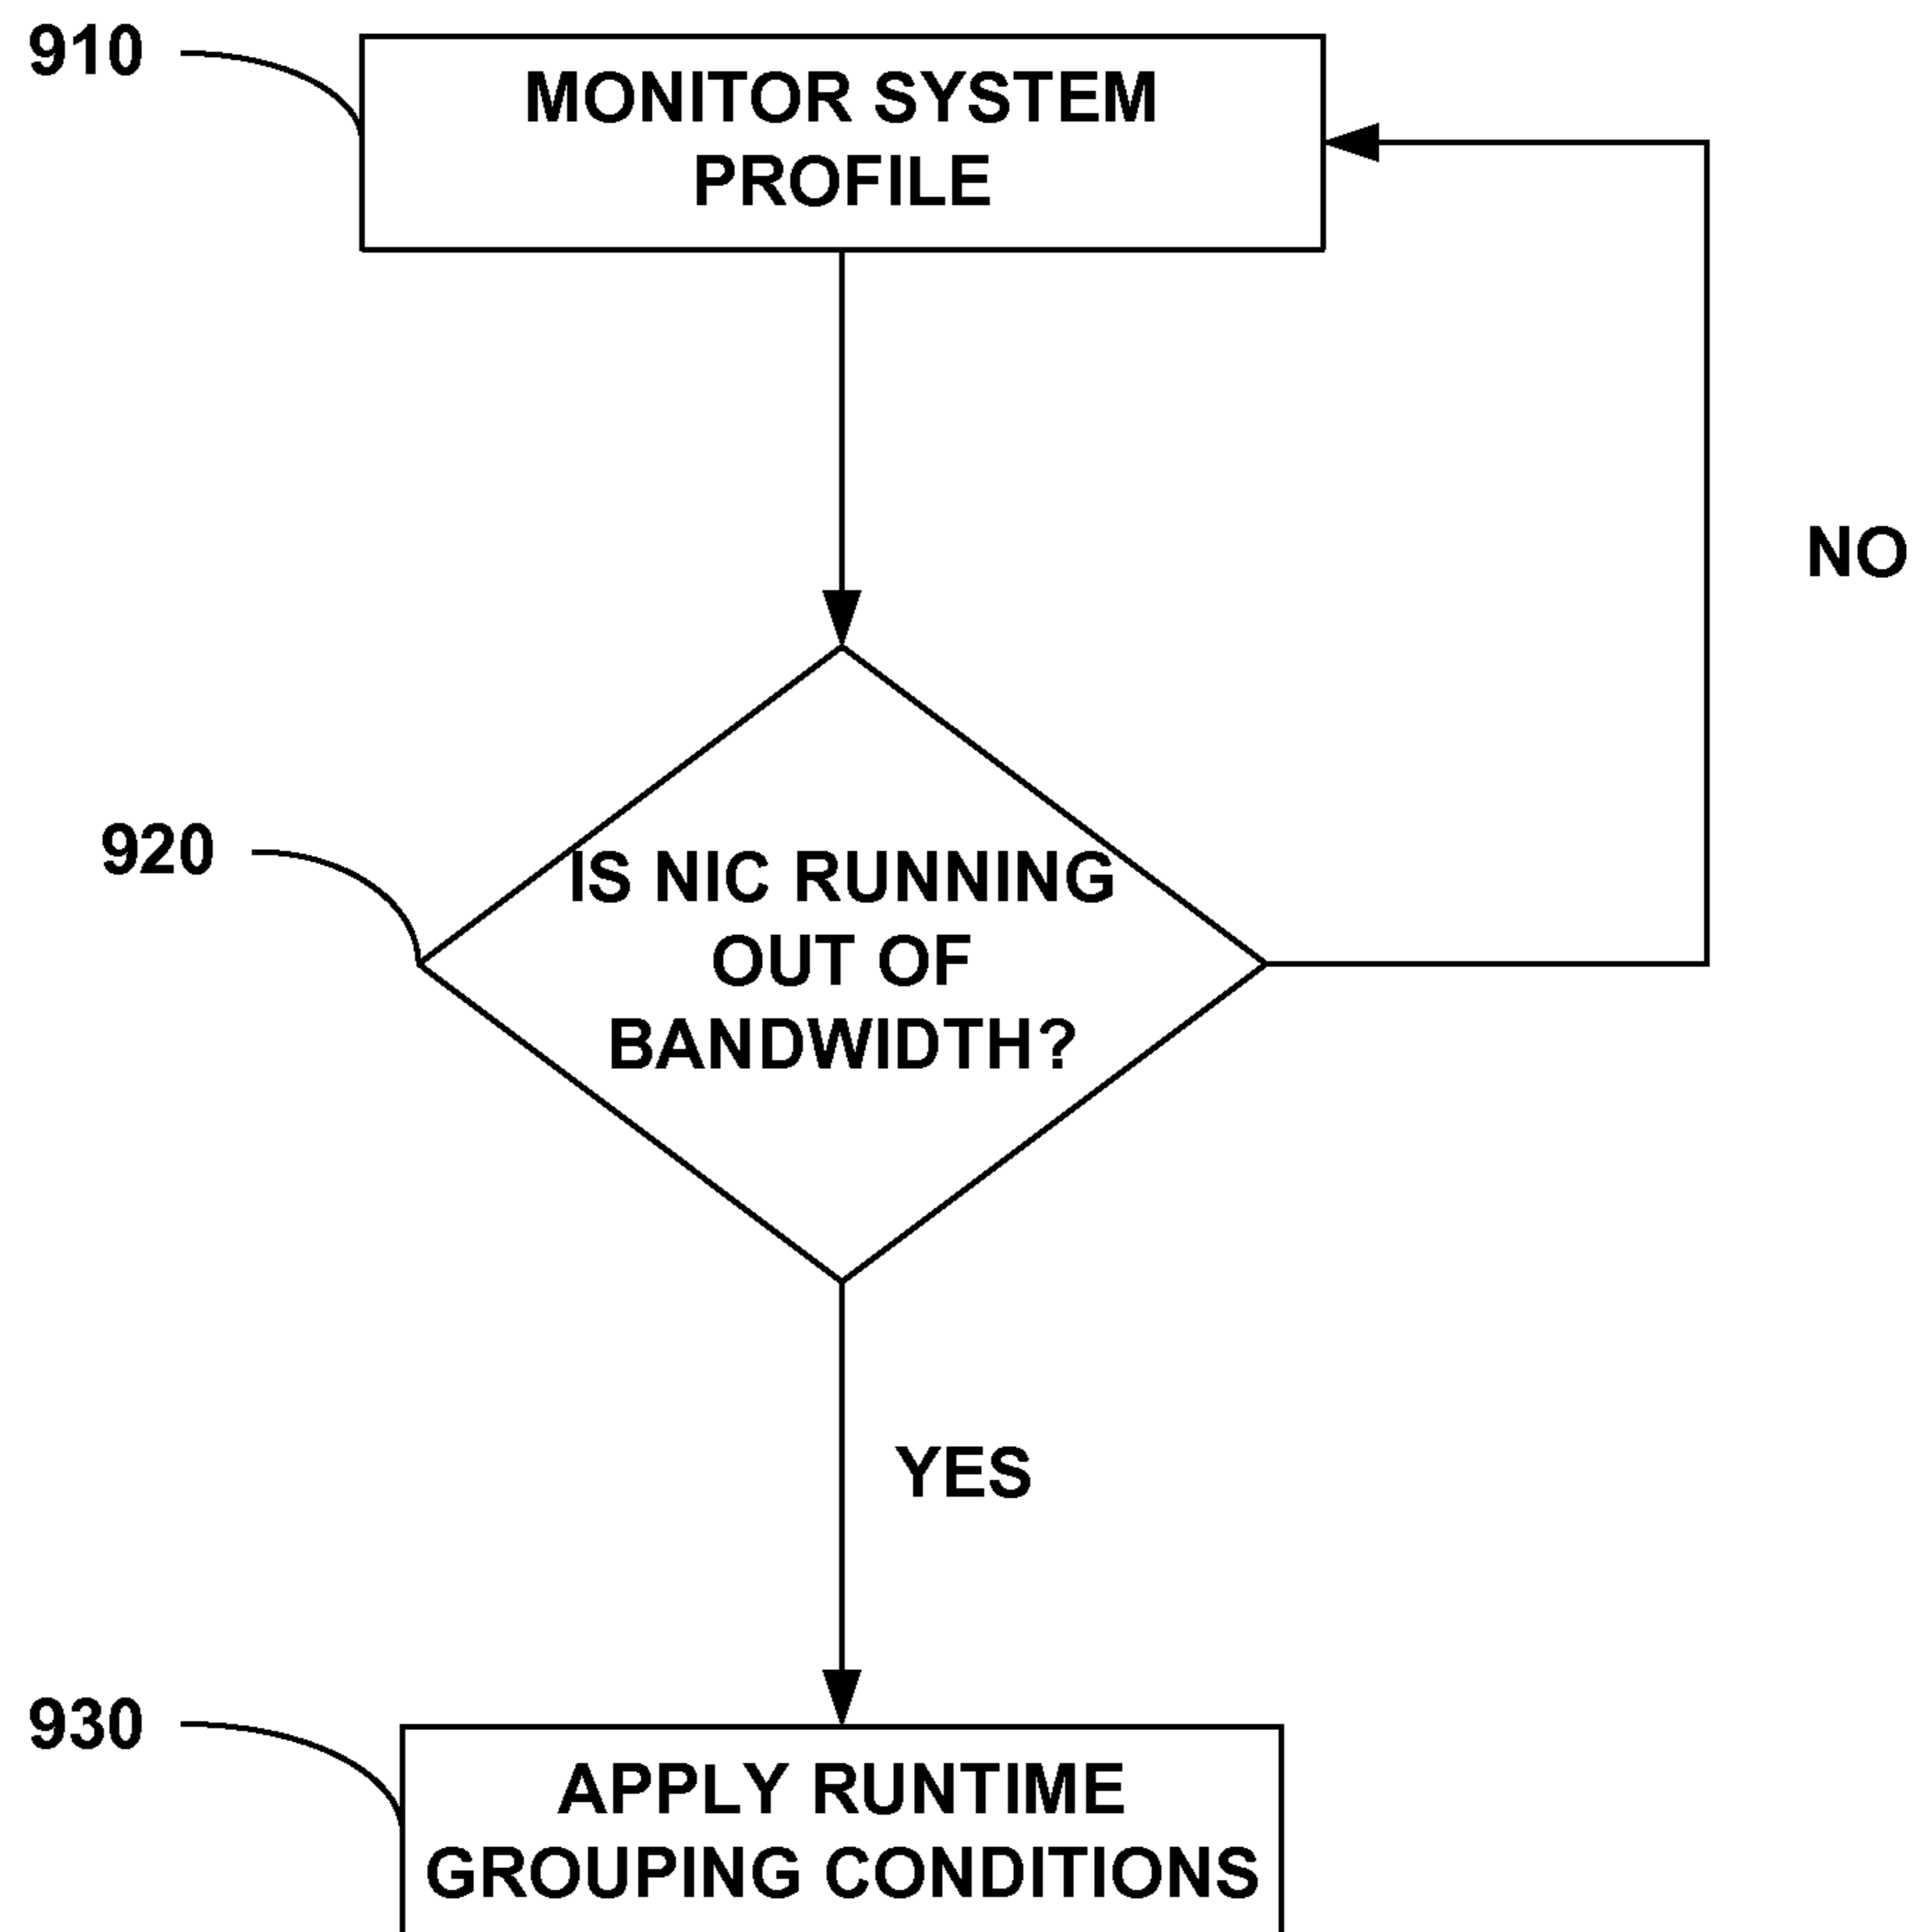 910
MONITOR SYSTEM
PROFILE
NO
920
IS NIC RUNNING
OUT OF
BANDWIDTH?
YES
930
APPLY RUNTIME
GROUPING CONDITIONS